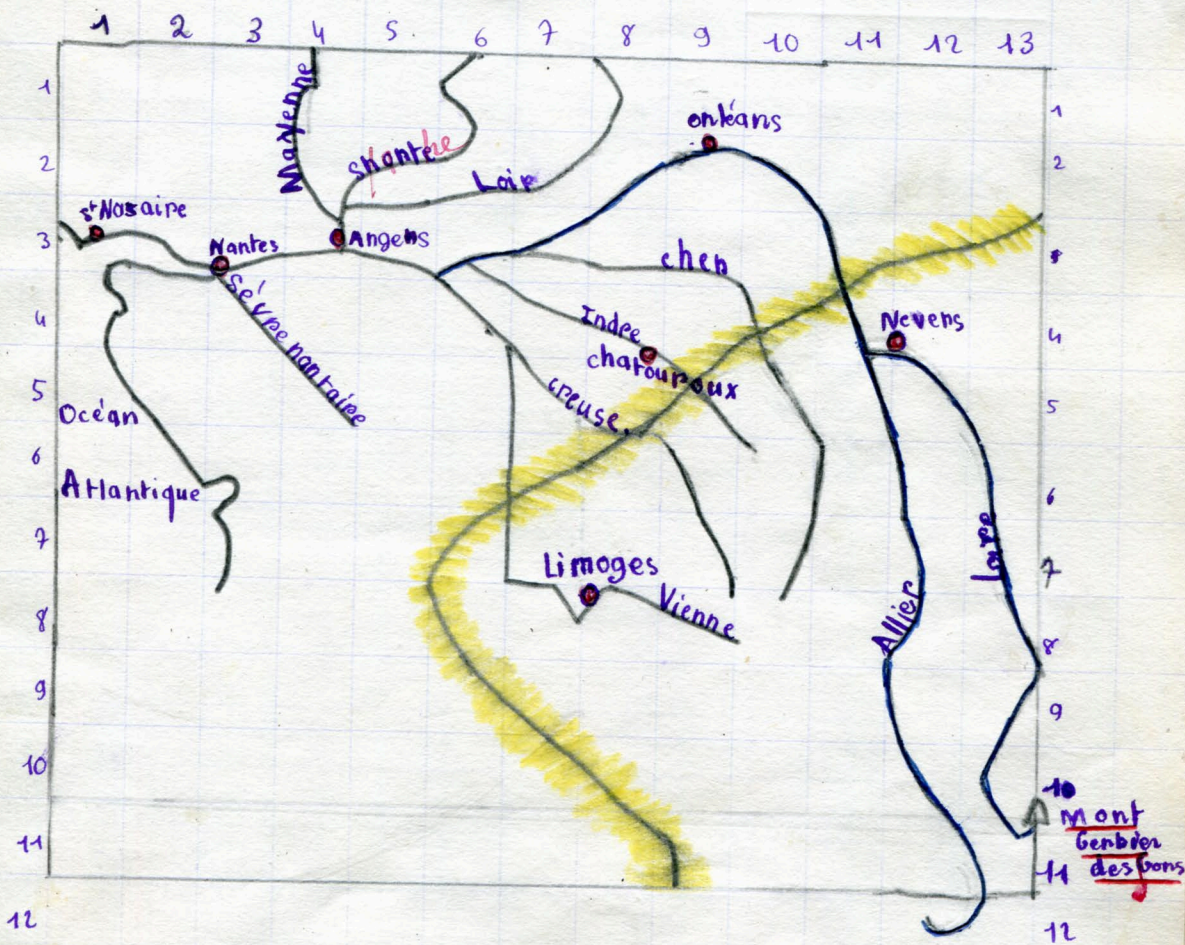 1 2 3 4 5 6 7 8 9 10 11 12 13
1
2
3
4
5
6
7
8
9
10
11
12
1
2
3
4
5
6
7
8
9
10
11
12
Mayenne
Loir
orléans
St Nazaire
Nantes
Angers
cher
Sèvre nantaise
Indre
chatouroux
Nevers
creuse.
Océan
Atlantique
Limoges
Vienne
Allier
Loire
Mont
Gerbier
des Gons